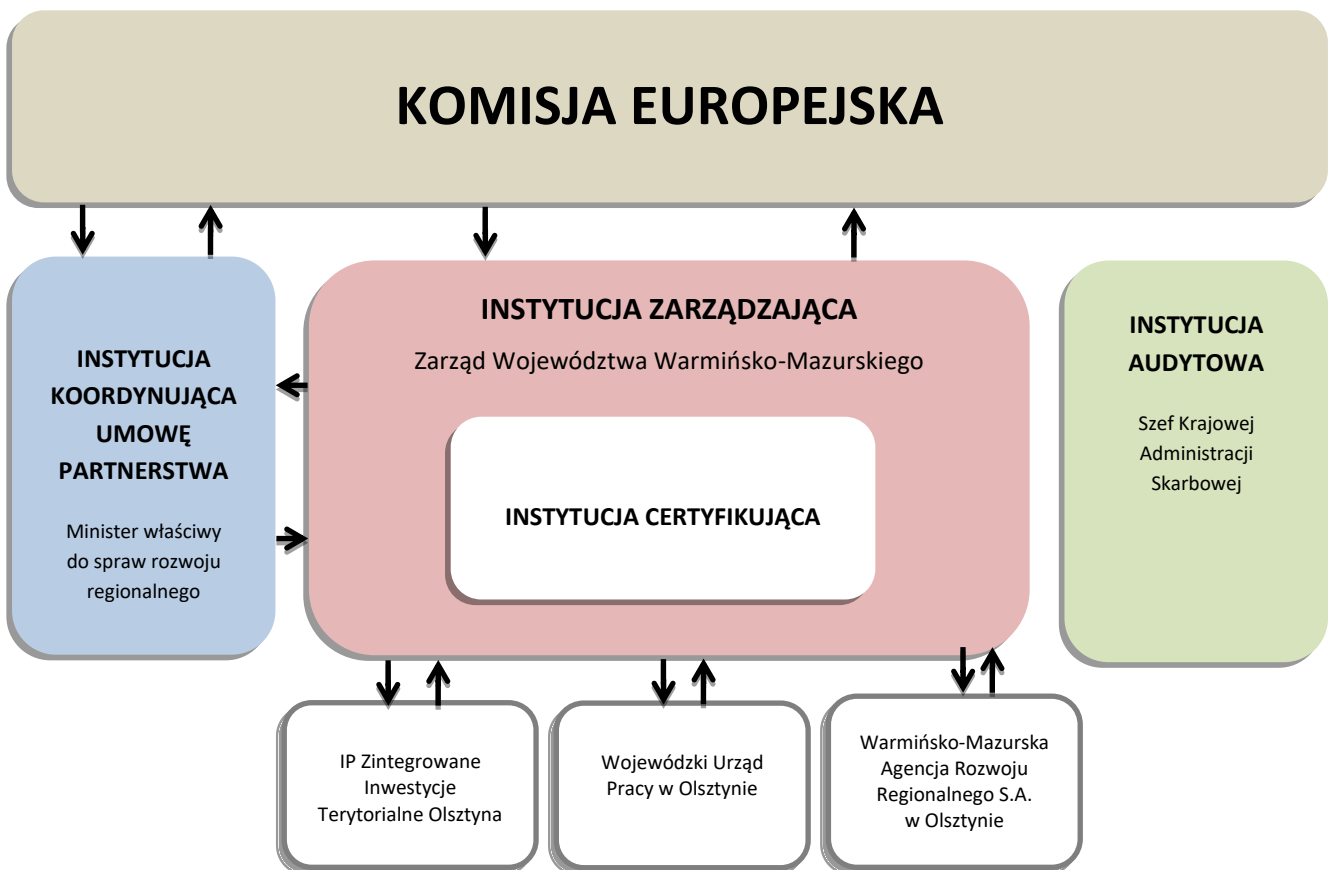 KOMISJA EUROPEJSKA
INSTYTUCJA
KOORDYNUJĄCA
UMOWĘ
PARTNERSTWA
Minister właściwy
do spraw rozwoju
regionalnego
INSTYTUCJA ZARZĄDZAJĄCA
Zarząd Województwa Warmińsko-Mazurskiego
INSTYTUCJA CERTYFIKUJĄCA
INSTYTUCJA
AUDYTOWA
Szef Krajowej
Administracji
Skarbowej
IP Zintegrowane
Inwestycje
Terytorialne Olsztyna
Wojewódzki Urząd
Pracy w Olsztynie
Warmińsko-Mazurska
Agencja Rozwoju
Regionalnego S.A.
w Olsztynie